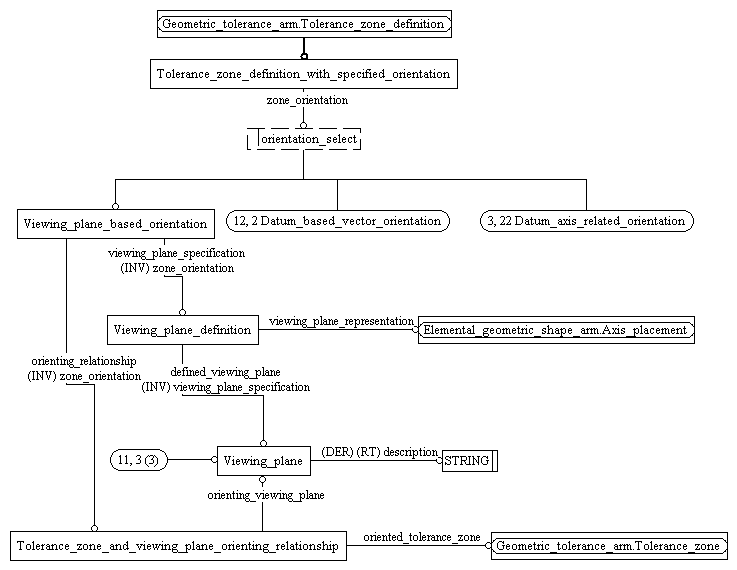 Geometric_tolerance_arm.Tolerance_zone_definition
Tolerance_zone_definition_with_specified_orientation
zone_orientation
orientation_select
Viewing_plane_based_orientation
12, 2 Datum_based_vector_orientation
3, 22 Datum_axis_related_orientation
viewing_plane_specification
(INV) zone_orientation
Viewing_plane_definition
viewing_plane_representation
Elemental_geometric_shape_arm.Axis_placement
orienting_relationship
(INV) zone_orientation
defined_viewing_plane
(INV) viewing_plane_specification
11, 3 (3)
Viewing_plane
(DER) (RT) description
STRING
orienting_viewing_plane
Tolerance_zone_and_viewing_plane_orienting_relationship
oriented_tolerance_zone
Geometric_tolerance_arm.Tolerance_zone